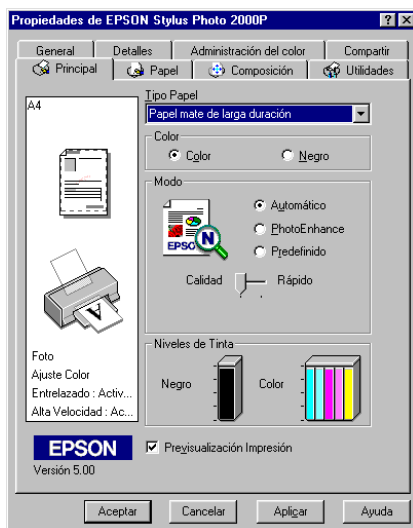 Propiedades de EPSON Stylus Photo 2000P
General Detalles Administración del color Compartir
Principal Papel Composición Utilidades
A4
Tipo Papel
Papel mate de larga duración
Color
Color Negro
Modo
EPSON
N
Automático
PhotoEnhance
Predefinido
Calidad Rápido
A
Niveles de Tinta
Negro Color
Foto
Ajuste Color
Entrelazado : Activ...
Alta Velocidad : Ac...
EPSON
Versión 5.00
Previsualización Impresión
Aceptar Cancelar Aplicar Ayuda